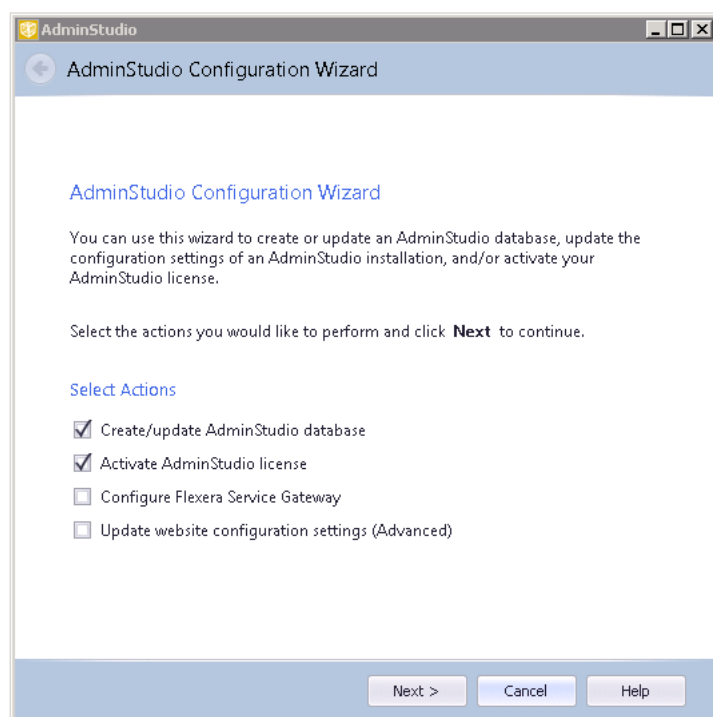 AdminStudio
AdminStudio Configuration Wizard
AdminStudio Configuration Wizard
You can use this wizard to create or update an AdminStudio database, update the
configuration settings of an AdminStudio installation, and/or activate your
AdminStudio license.
Select the actions you would like to perform and click Next to continue.
Select Actions
Create/update AdminStudio database
Activate AdminStudio license
Configure Flexera Service Gateway
Update website configuration settings (Advanced)
Next > Cancel Help